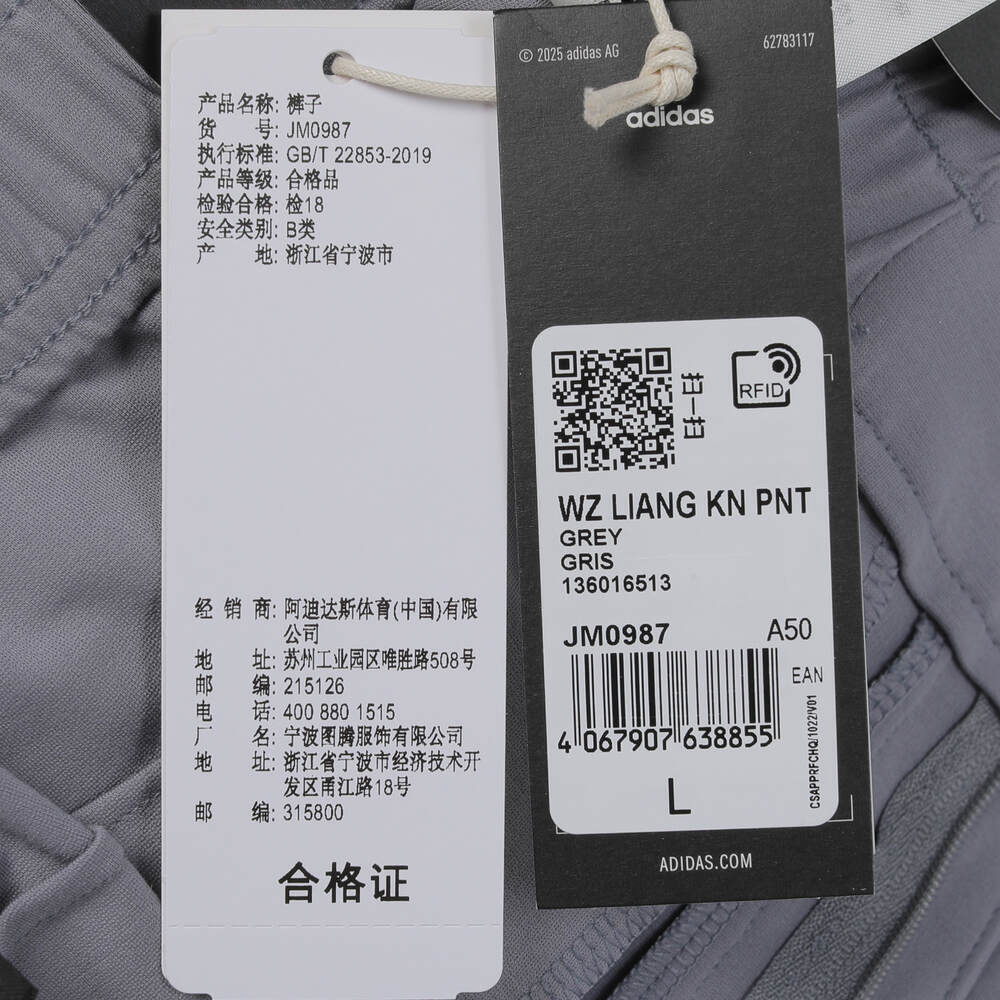 产品名称: 裤子
货 号: JM0987
执行标准: GB/T 22853-2019
产品等级: 合格品
检验合格: 检18
安全类别: B类
产 地: 浙江省宁波市
经 销 商: 阿迪达斯体育(中国)有限
公司
地 址: 苏州工业园区唯胜路508号
邮 编: 215126
电 话: 400 880 1515
厂 名: 宁波图腾服饰有限公司
地 址: 浙江省宁波市经济技术开
发区甬江路18号
邮 编: 315800
合格证
© 2025 adidas AG
62783117
adidas
扫一扫
RFID
WZ LIANG KN PNT
GREY
GRIS
136016513
JM0987 A50
EAN
4 067907 638855
CSAPPRFCHQ/1022/V01
L
ADIDAS.COM